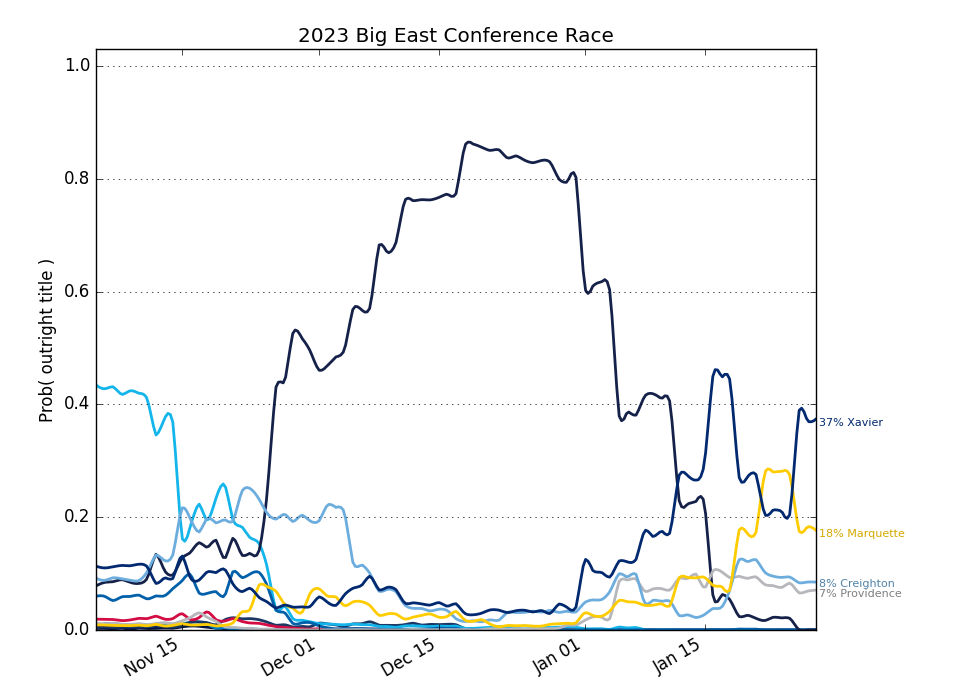 2023 Big East Conference Race
Prob( outright title )
1.0
0.8
0.6
0.4
0.2
0.0
37% Xavier
18% Marquette
8% Creighton
7% Providence
Nov 15
Dec 01
Dec 15
Jan 01
Jan 15